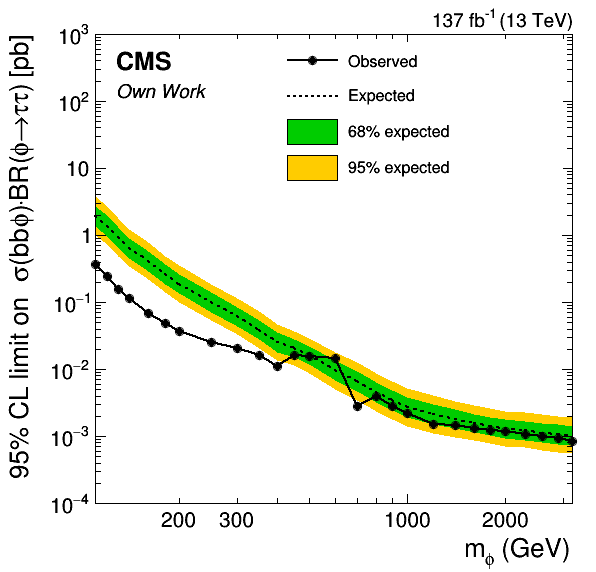 137 fb⁻¹ (13 TeV)
95% CL limit on σ(bbϕ)·BR(ϕ→ττ) [pb]
CMS
Own Work
Observed
Expected
68% expected
95% expected
10³
10²
10
1
10⁻¹
10⁻²
10⁻³
10⁻⁴
200 300 1000 2000
m_ϕ (GeV)